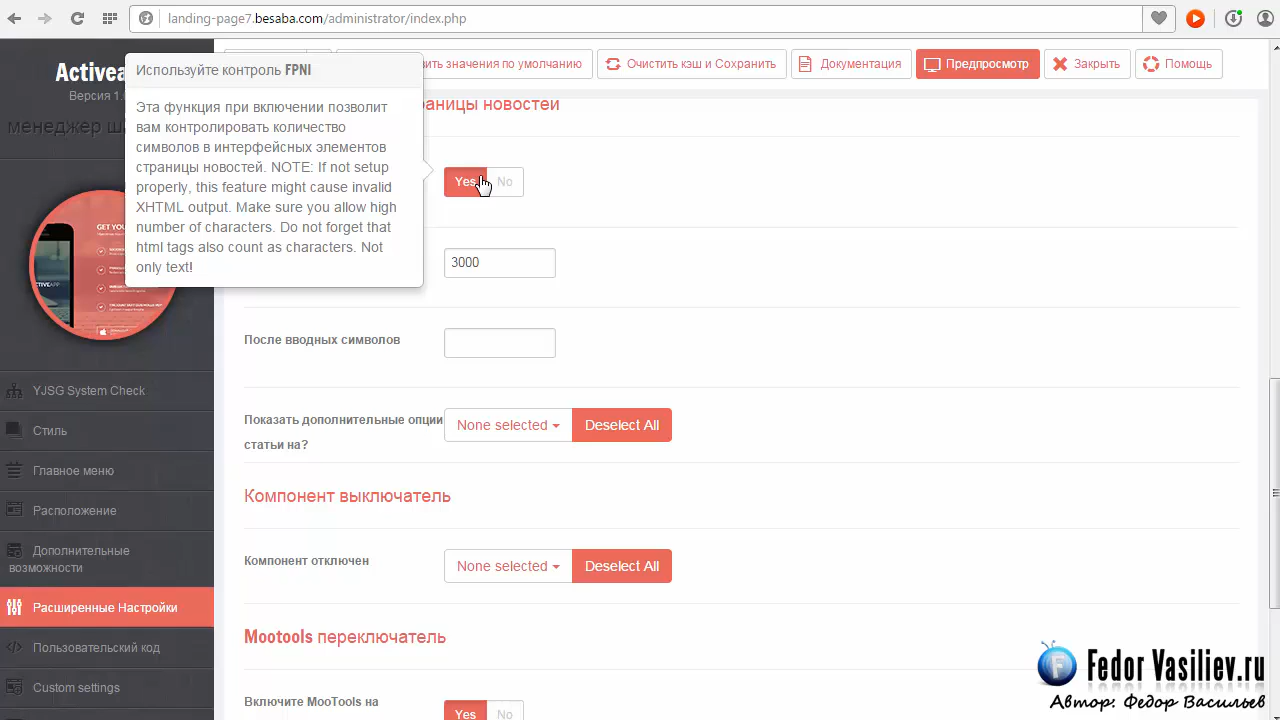 landing-page7.besaba.com/administrator/index.php
вить значения по умолчанию
Очистить кэш и Сохранить
Документация
Предпросмотр
Закрыть
Помощь
Activea
Версия 1.
менеджер ш
GET YOU
Используйте контроль FPNI
Эта функция при включении позволит
вам контролировать количество
символов в интерфейсных элементов
страницы новостей. NOTE: If not setup
properly, this feature might cause invalid
XHTML output. Make sure you allow high
number of characters. Do not forget that
html tags also count as characters. Not
only text!
аницы новостей
Yes No
3000
После вводных символов
Показать дополнительные опции
статьи на?
None selected Deselect All
Компонент выключатель
Компонент отключен
None selected Deselect All
Mootools переключатель
Включите MooTools на
Yes No
YJSG System Check
Стиль
Главное меню
Расположение
Дополнительные
возможности
Расширенные Настройки
Пользовательский код
Custom settings
Fedor Vasiliev.ru
Автор: Федор Васильев